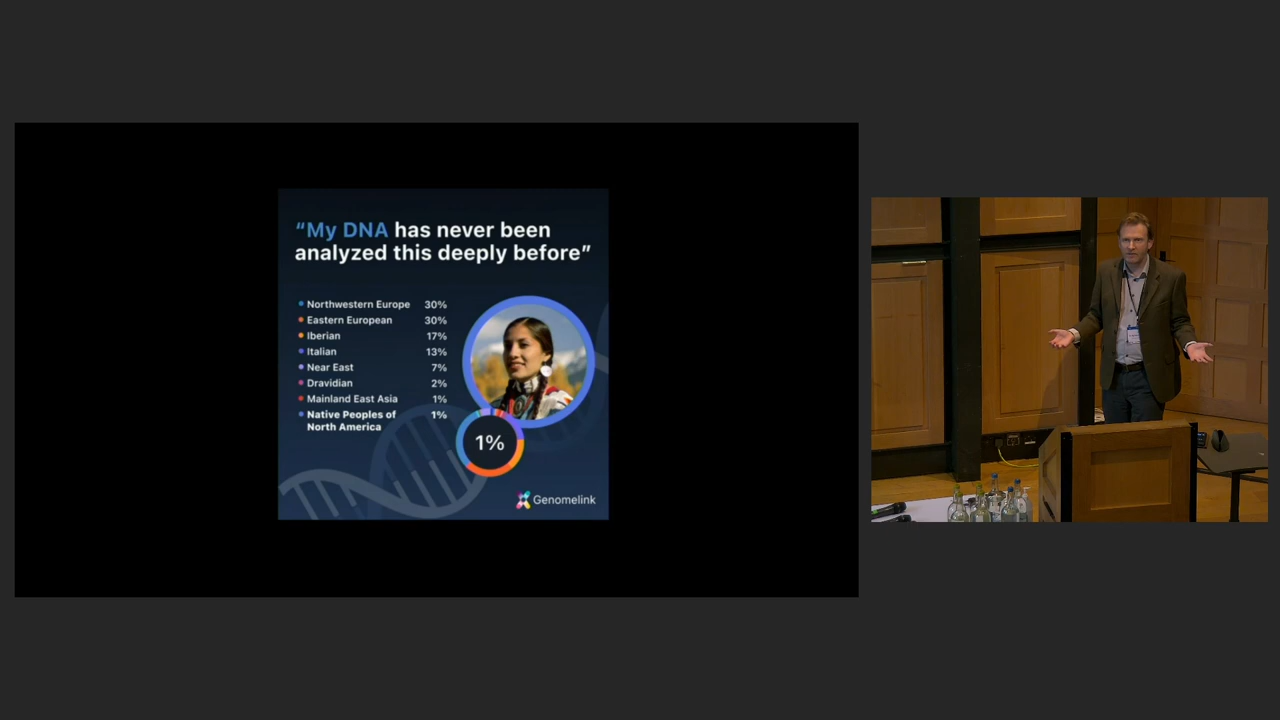 “My DNA has never been
analyzed this deeply before”
Northwestern Europe 30%
Eastern European 30%
Iberian 17%
Italian 13%
Near East 7%
Dravidian 2%
Mainland East Asia 1%
Native Peoples of 1%
North America
1%
Genomelink